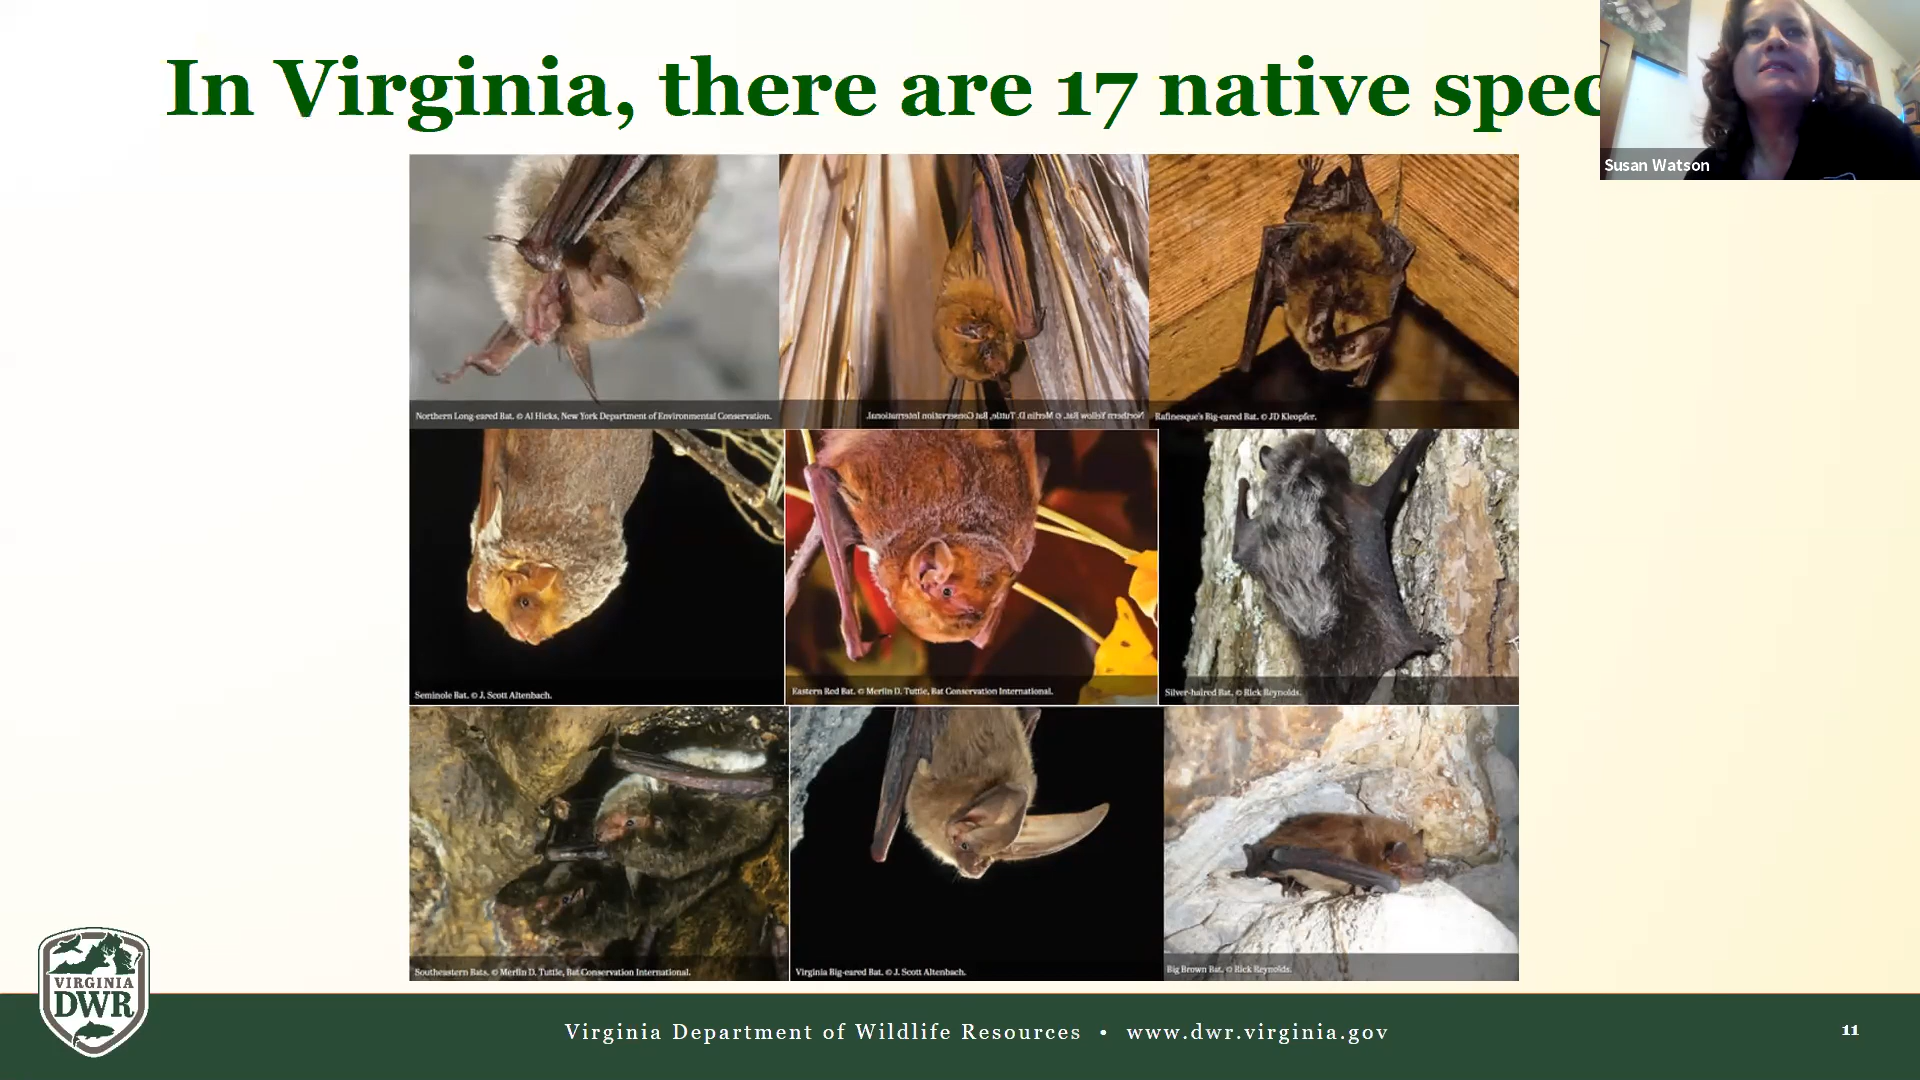 In Virginia, there are 17 native spec
Susan Watson
Northern Long-eared Bat. © Al Hicks, New York Department of Environmental Conservation.
Northern Yellow Bat. © Merlin D. Tuttle, Bat Conservation International.
Rafinesque's Big-eared Bat. © JD Kleopfer.
Seminole Bat. © J. Scott Altenbach.
Eastern Red Bat. © Merlin D. Tuttle, Bat Conservation International.
Silver-haired Bat. © Rick Reynolds.
Southeastern Bats. © Merlin D. Tuttle, Bat Conservation International.
Virginia Big-eared Bat. © J. Scott Altenbach.
Big Brown Bat. © Rick Reynolds.
VIRGINIA
DWR
Virginia Department of Wildlife Resources • www.dwr.virginia.gov
11